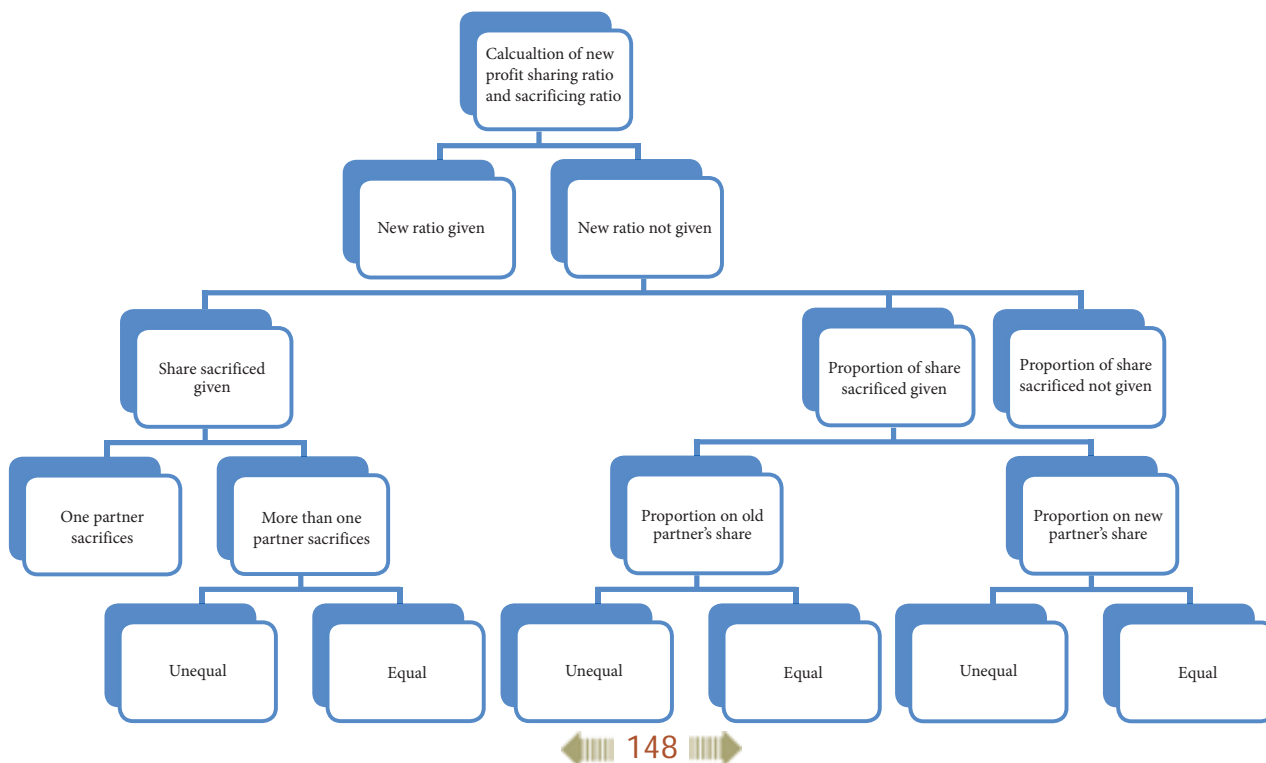 Calcualtion of new
profit sharing ratio
and sacrificing ratio
New ratio given
New ratio not given
Share sacrificed
given
Proportion of share
sacrificed given
Proportion of share
sacrificed not given
One partner
sacrifices
More than one
partner sacrifices
Proportion on old
partner's share
Proportion on new
partner's share
Unequal
Equal
Unequal
Equal
Unequal
Equal
148